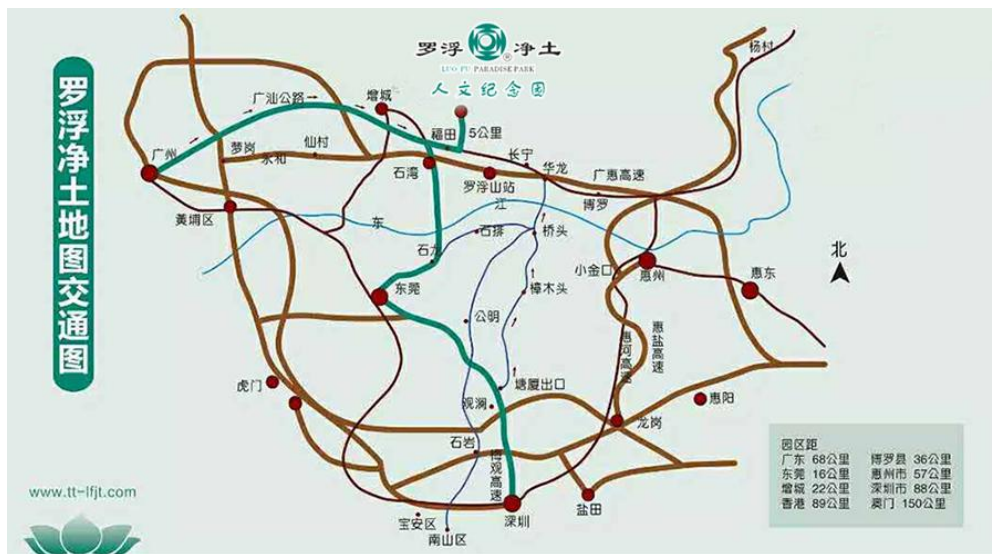 罗浮净土地图交通图
罗浮®净土
LUO FU PARADISE PARK
人文纪念园
杨村
广汕公路
增城
福田
5公里
广州
萝岗
永和
仙村
石湾
长宁
华龙
罗浮山站
广惠高速
博罗
黄埔区
东
江
石龙
石排
桥头
北
小金口
惠州
惠东
东莞
樟木头
公明
惠河高速
惠盐高速
虎门
塘厦出口
观澜
惠阳
龙岗
石岩
梅观高速
宝安区
南山区
深圳
盐田
园区距
广东 68公里 博罗县 36公里
东莞 16公里 惠州市 57公里
增城 22公里 深圳市 88公里
香港 89公里 澳门 150公里
www.tt-lfjt.com